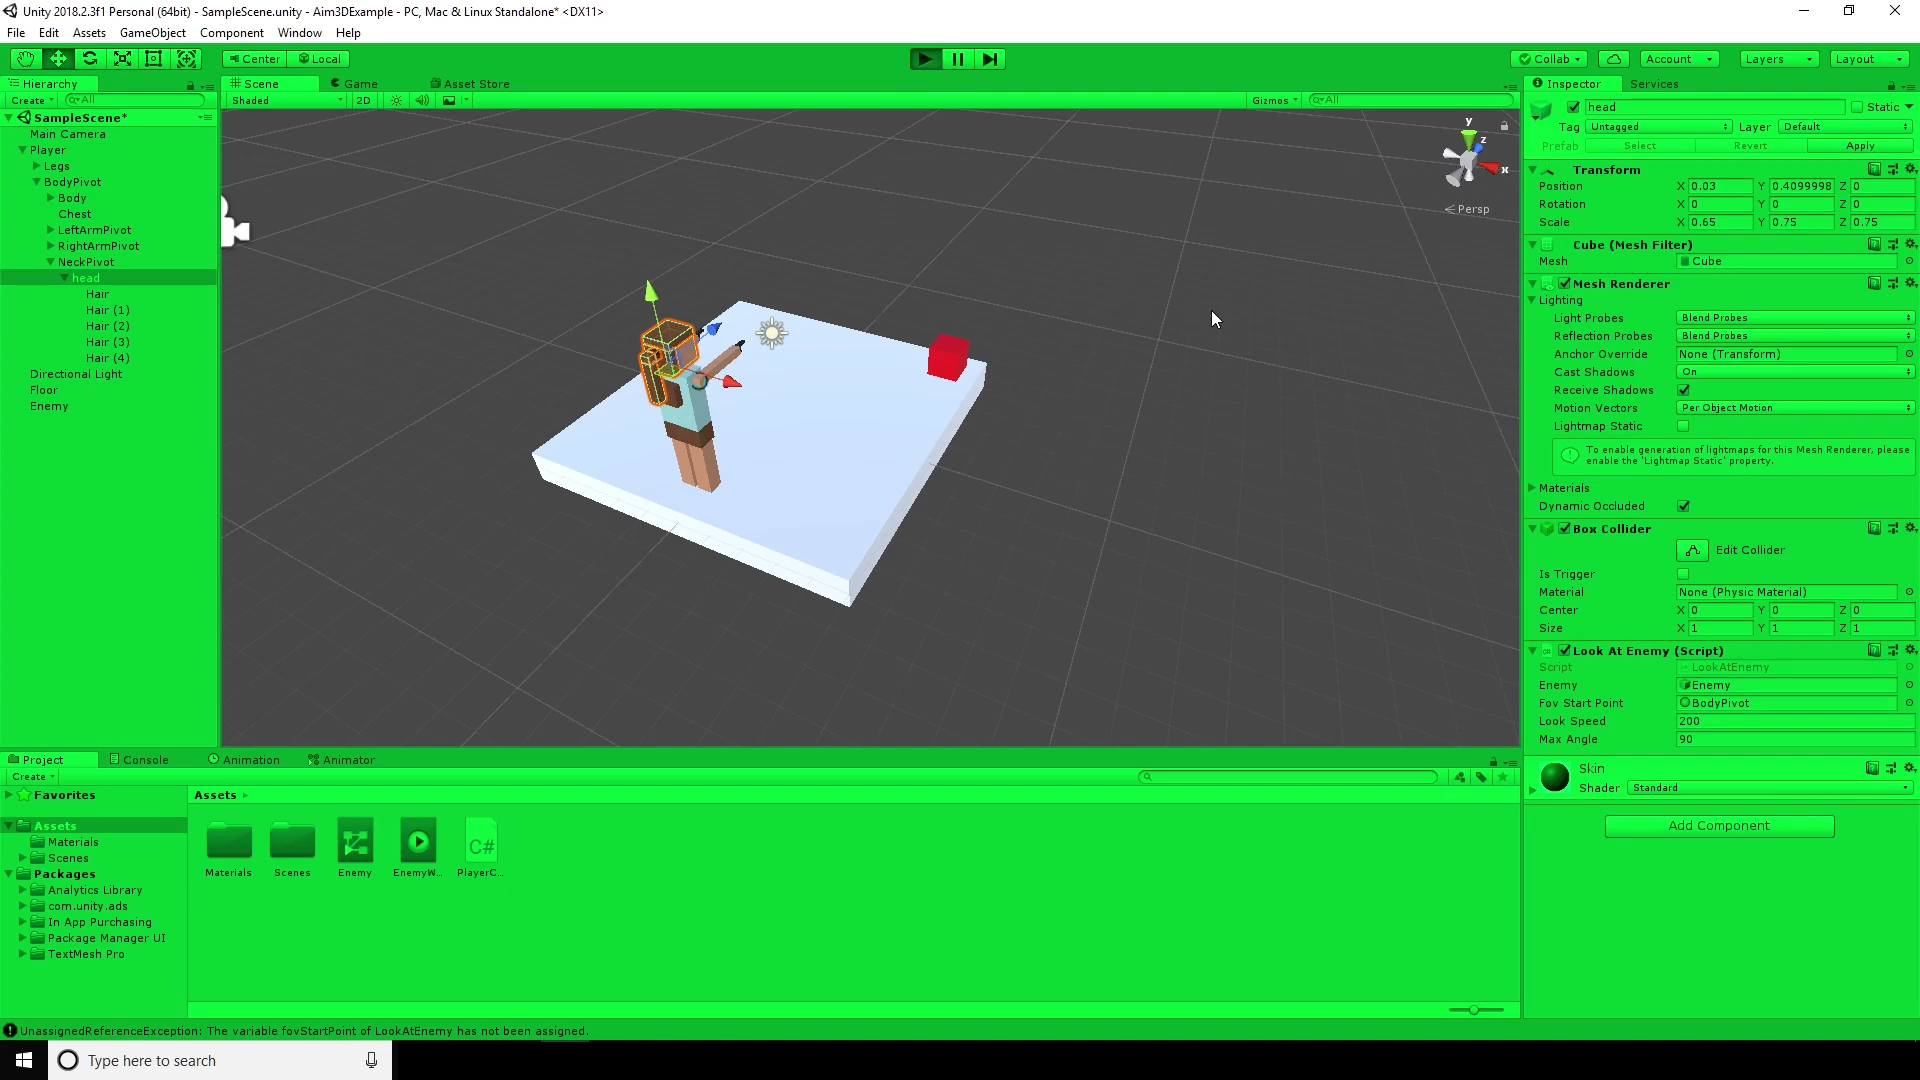 Unity 2018.2.3f1 Personal (64bit) - SampleScene.unity - Aim3DExample - PC, Mac & Linux Standalone* <DX11>
File Edit Assets GameObject Component Window Help
Center Local Collab Account Layers Layout
Hierarchy
Create All
SampleScene*
Main Camera
Player
Legs
BodyPivot
Body
Chest
LeftArmPivot
RightArmPivot
NeckPivot
head
Hair
Hair (1)
Hair (2)
Hair (3)
Hair (4)
Directional Light
Floor
Enemy
Scene Game Asset Store
Shaded 2D Gizmos All
y
z
x
Persp
Inspector Services
head Static
Tag Untagged Layer Default
Prefab Select Revert Apply
Transform
Position X 0.03 Y 0.4099998 Z 0
Rotation X 0 Y 0 Z 0
Scale X 0.65 Y 0.75 Z 0.75
Cube (Mesh Filter)
Mesh Cube
Mesh Renderer
Lighting
Light Probes Blend Probes
Reflection Probes Blend Probes
Anchor Override None (Transform)
Cast Shadows On
Receive Shadows
Motion Vectors Per Object Motion
Lightmap Static
To enable generation of lightmaps for this Mesh Renderer, please
enable the 'Lightmap Static' property.
Materials
Dynamic Occluded
Box Collider
Edit Collider
Is Trigger
Material None (Physic Material)
Center X 0 Y 0 Z 0
Size X 1 Y 1 Z 1
Look At Enemy (Script)
Script LookAtEnemy
Enemy Enemy
Fov Start Point BodyPivot
Look Speed 200
Max Angle 90
Skin
Shader Standard
Add Component
Project Console Animation Animator
Create
Favorites
Assets
Materials
Scenes
Packages
Analytics Library
com.unity.ads
In App Purchasing
Package Manager UI
TextMesh Pro
Assets
C#
Materials Scenes Enemy EnemyW... PlayerC...
UnassignedReferenceException: The variable fovStartPoint of LookAtEnemy has not been assigned.
Type here to search